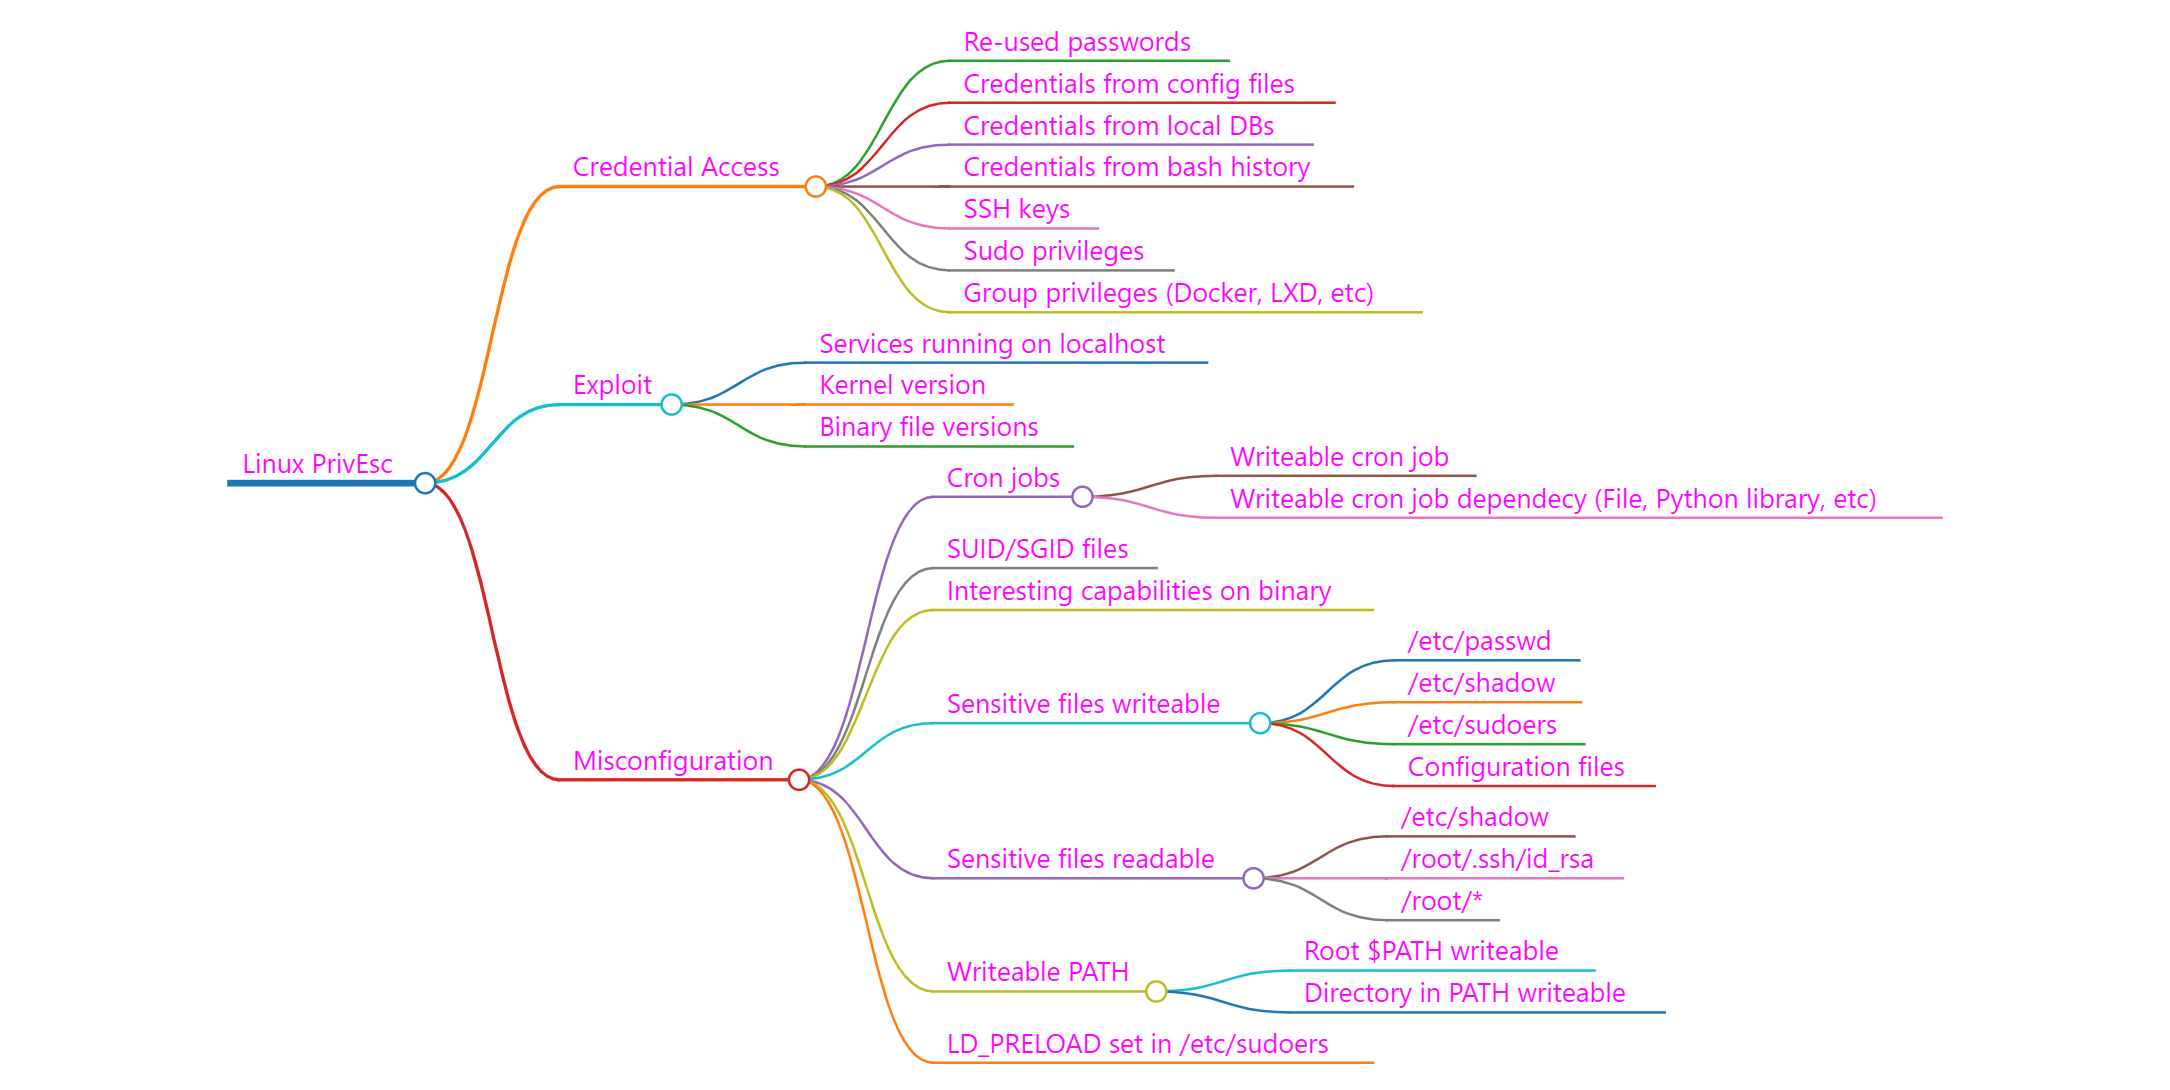 Linux PrivEsc
Credential Access
Re-used passwords
Credentials from config files
Credentials from local DBs
Credentials from bash history
SSH keys
Sudo privileges
Group privileges (Docker, LXD, etc)
Exploit
Services running on localhost
Kernel version
Binary file versions
Misconfiguration
Cron jobs
Writeable cron job
Writeable cron job dependecy (File, Python library, etc)
SUID/SGID files
Interesting capabilities on binary
Sensitive files writeable
/etc/passwd
/etc/shadow
/etc/sudoers
Configuration files
Sensitive files readable
/etc/shadow
/root/.ssh/id_rsa
/root/*
Writeable PATH
Root $PATH writeable
Directory in PATH writeable
LD_PRELOAD set in /etc/sudoers